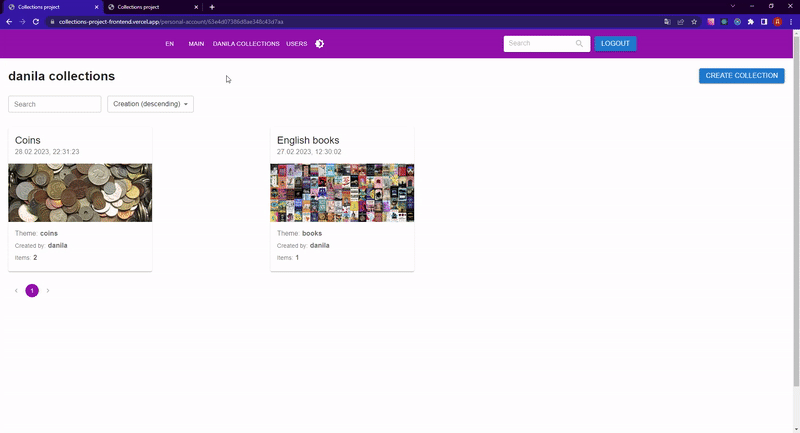 Collections project
Collections project
collections-project-frontend.vercel.app/personal-account/63e4d07386d8ae348c43d7aa
EN MAIN DANILA COLLECTIONS USERS Search LOGOUT
danila collections
CREATE COLLECTION
Search Creation (descending)
Coins
28.02.2023, 22:31:23
Theme: coins
Created by: danila
Items: 2
English books
27.02.2023, 12:30:02
Theme: books
Created by: danila
Items: 1
1